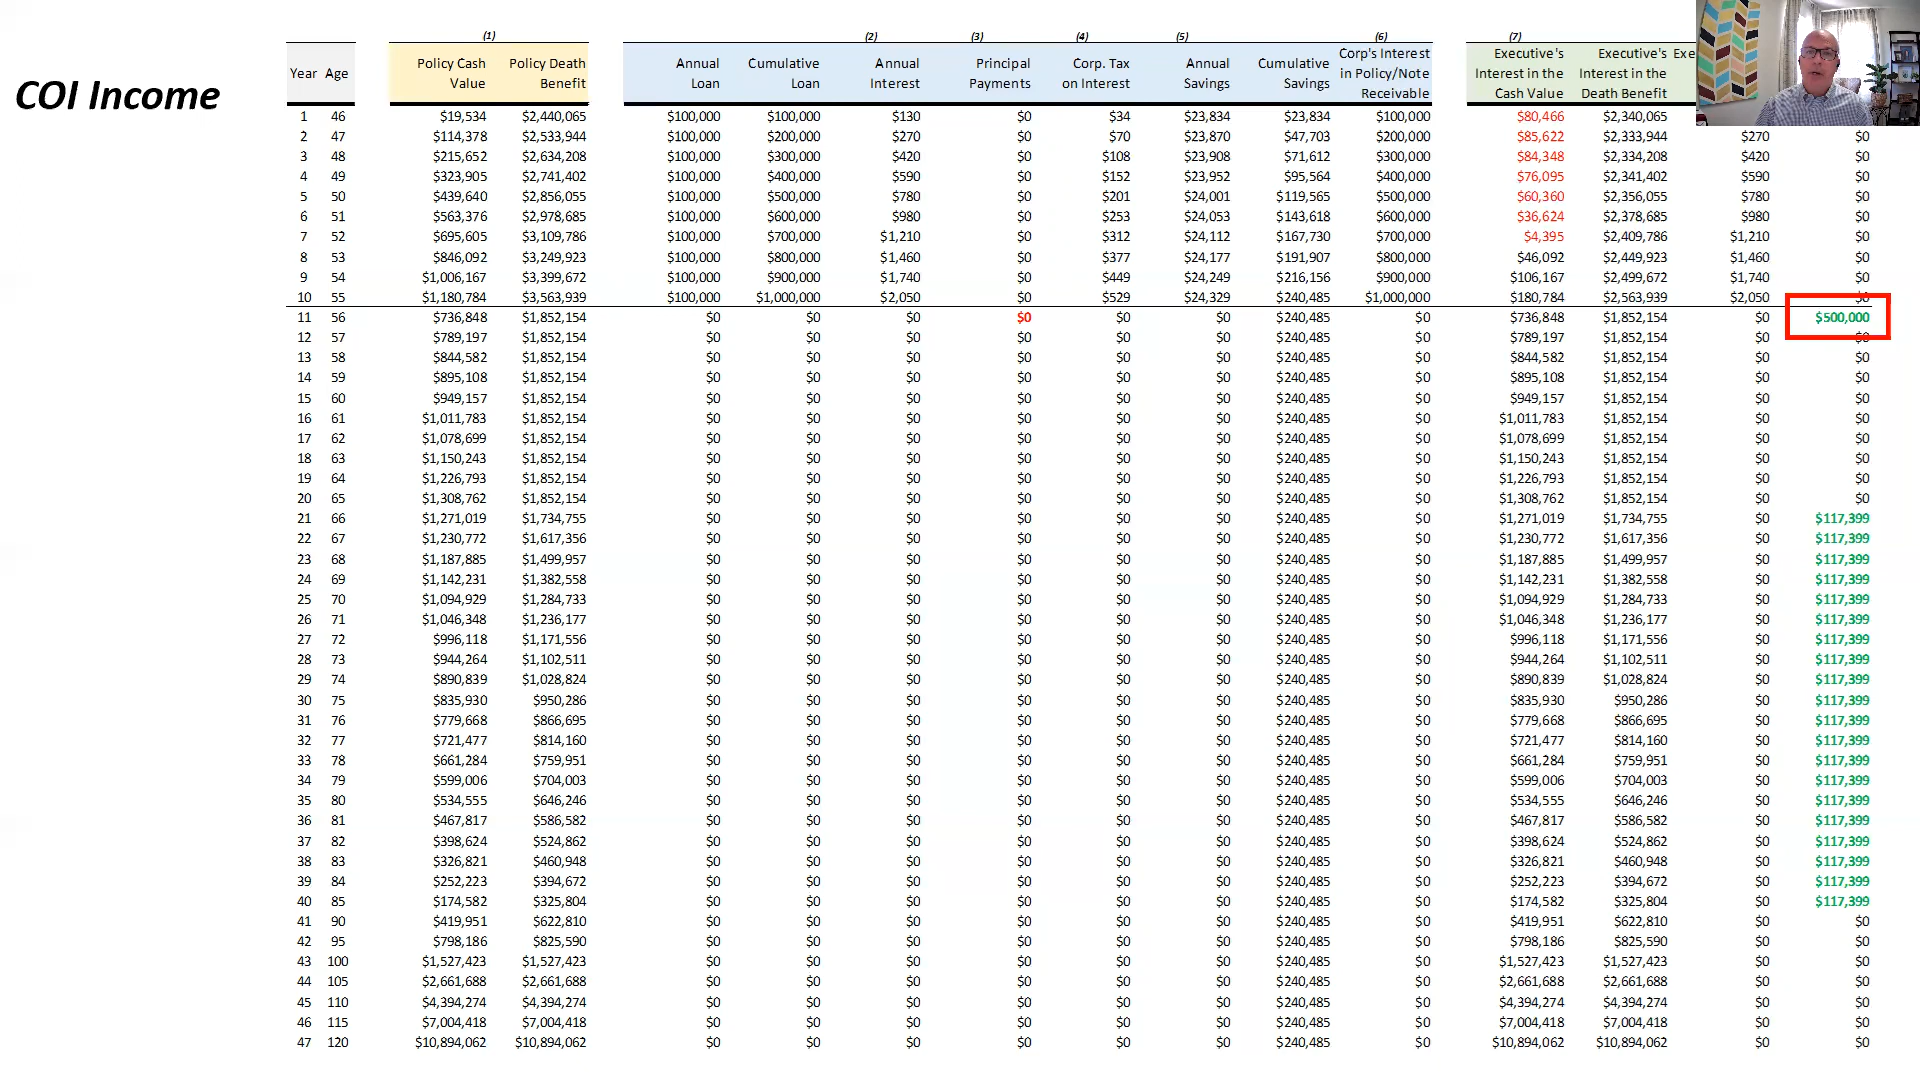 COI Income
(1) (2) (3) (4) (5) (6) (7)
Year Age Policy Cash Value Policy Death Benefit Annual Loan Cumulative Loan Annual Interest Principal Payments Corp. Tax on Interest Annual Savings Cumulative Savings Corp's Interest in Policy/Note Receivable Executive's Interest in the Cash Value Executive's Interest in the Death Benefit Exe
1 46 $19,534 $2,440,065 $100,000 $100,000 $130 $0 $34 $23,834 $23,834 $100,000 $80,466 $2,340,065
2 47 $114,378 $2,533,944 $100,000 $200,000 $270 $0 $70 $23,870 $47,703 $200,000 $85,622 $2,333,944 $270 $0
3 48 $215,652 $2,634,208 $100,000 $300,000 $420 $0 $108 $23,908 $71,612 $300,000 $84,348 $2,334,208 $420 $0
4 49 $323,905 $2,741,402 $100,000 $400,000 $590 $0 $152 $23,952 $95,564 $400,000 $76,095 $2,341,402 $590 $0
5 50 $439,640 $2,856,055 $100,000 $500,000 $780 $0 $201 $24,001 $119,565 $500,000 $60,360 $2,356,055 $780 $0
6 51 $563,376 $2,978,685 $100,000 $600,000 $980 $0 $253 $24,053 $143,618 $600,000 $36,624 $2,378,685 $980 $0
7 52 $695,605 $3,109,786 $100,000 $700,000 $1,210 $0 $312 $24,112 $167,730 $700,000 $4,395 $2,409,786 $1,210 $0
8 53 $846,092 $3,249,923 $100,000 $800,000 $1,460 $0 $377 $24,177 $191,907 $800,000 $46,092 $2,449,923 $1,460 $0
9 54 $1,006,167 $3,399,672 $100,000 $900,000 $1,740 $0 $449 $24,249 $216,156 $900,000 $106,167 $2,499,672 $1,740 $0
10 55 $1,180,784 $3,563,939 $100,000 $1,000,000 $2,050 $0 $529 $24,329 $240,485 $1,000,000 $180,784 $2,563,939 $2,050 $0
11 56 $736,848 $1,852,154 $0 $0 $0 $0 $0 $0 $240,485 $0 $736,848 $1,852,154 $0 $500,000
12 57 $789,197 $1,852,154 $0 $0 $0 $0 $0 $0 $240,485 $0 $789,197 $1,852,154 $0 $0
13 58 $844,582 $1,852,154 $0 $0 $0 $0 $0 $0 $240,485 $0 $844,582 $1,852,154 $0 $0
14 59 $895,108 $1,852,154 $0 $0 $0 $0 $0 $0 $240,485 $0 $895,108 $1,852,154 $0 $0
15 60 $949,157 $1,852,154 $0 $0 $0 $0 $0 $0 $240,485 $0 $949,157 $1,852,154 $0 $0
16 61 $1,011,783 $1,852,154 $0 $0 $0 $0 $0 $0 $240,485 $0 $1,011,783 $1,852,154 $0 $0
17 62 $1,078,699 $1,852,154 $0 $0 $0 $0 $0 $0 $240,485 $0 $1,078,699 $1,852,154 $0 $0
18 63 $1,150,243 $1,852,154 $0 $0 $0 $0 $0 $0 $240,485 $0 $1,150,243 $1,852,154 $0 $0
19 64 $1,226,793 $1,852,154 $0 $0 $0 $0 $0 $0 $240,485 $0 $1,226,793 $1,852,154 $0 $0
20 65 $1,308,762 $1,852,154 $0 $0 $0 $0 $0 $0 $240,485 $0 $1,308,762 $1,852,154 $0 $0
21 66 $1,271,019 $1,734,755 $0 $0 $0 $0 $0 $0 $240,485 $0 $1,271,019 $1,734,755 $0 $117,399
22 67 $1,230,772 $1,617,356 $0 $0 $0 $0 $0 $0 $240,485 $0 $1,230,772 $1,617,356 $0 $117,399
23 68 $1,187,885 $1,499,957 $0 $0 $0 $0 $0 $0 $240,485 $0 $1,187,885 $1,499,957 $0 $117,399
24 69 $1,142,231 $1,382,558 $0 $0 $0 $0 $0 $0 $240,485 $0 $1,142,231 $1,382,558 $0 $117,399
25 70 $1,094,929 $1,284,733 $0 $0 $0 $0 $0 $0 $240,485 $0 $1,094,929 $1,284,733 $0 $117,399
26 71 $1,046,348 $1,236,177 $0 $0 $0 $0 $0 $0 $240,485 $0 $1,046,348 $1,236,177 $0 $117,399
27 72 $996,118 $1,171,556 $0 $0 $0 $0 $0 $0 $240,485 $0 $996,118 $1,171,556 $0 $117,399
28 73 $944,264 $1,102,511 $0 $0 $0 $0 $0 $0 $240,485 $0 $944,264 $1,102,511 $0 $117,399
29 74 $890,839 $1,028,824 $0 $0 $0 $0 $0 $0 $240,485 $0 $890,839 $1,028,824 $0 $117,399
30 75 $835,930 $950,286 $0 $0 $0 $0 $0 $0 $240,485 $0 $835,930 $950,286 $0 $117,399
31 76 $779,668 $866,695 $0 $0 $0 $0 $0 $0 $240,485 $0 $779,668 $866,695 $0 $117,399
32 77 $721,477 $814,160 $0 $0 $0 $0 $0 $0 $240,485 $0 $721,477 $814,160 $0 $117,399
33 78 $661,284 $759,951 $0 $0 $0 $0 $0 $0 $240,485 $0 $661,284 $759,951 $0 $117,399
34 79 $599,006 $704,003 $0 $0 $0 $0 $0 $0 $240,485 $0 $599,006 $704,003 $0 $117,399
35 80 $534,555 $646,246 $0 $0 $0 $0 $0 $0 $240,485 $0 $534,555 $646,246 $0 $117,399
36 81 $467,817 $586,582 $0 $0 $0 $0 $0 $0 $240,485 $0 $467,817 $586,582 $0 $117,399
37 82 $398,624 $524,862 $0 $0 $0 $0 $0 $0 $240,485 $0 $398,624 $524,862 $0 $117,399
38 83 $326,821 $460,948 $0 $0 $0 $0 $0 $0 $240,485 $0 $326,821 $460,948 $0 $117,399
39 84 $252,223 $394,672 $0 $0 $0 $0 $0 $0 $240,485 $0 $252,223 $394,672 $0 $117,399
40 85 $174,582 $325,804 $0 $0 $0 $0 $0 $0 $240,485 $0 $174,582 $325,804 $0 $117,399
41 90 $419,951 $622,810 $0 $0 $0 $0 $0 $0 $240,485 $0 $419,951 $622,810 $0 $0
42 95 $798,186 $825,590 $0 $0 $0 $0 $0 $0 $240,485 $0 $798,186 $825,590 $0 $0
43 100 $1,527,423 $1,527,423 $0 $0 $0 $0 $0 $0 $240,485 $0 $1,527,423 $1,527,423 $0 $0
44 105 $2,661,688 $2,661,688 $0 $0 $0 $0 $0 $0 $240,485 $0 $2,661,688 $2,661,688 $0 $0
45 110 $4,394,274 $4,394,274 $0 $0 $0 $0 $0 $0 $240,485 $0 $4,394,274 $4,394,274 $0 $0
46 115 $7,004,418 $7,004,418 $0 $0 $0 $0 $0 $0 $240,485 $0 $7,004,418 $7,004,418 $0 $0
47 120 $10,894,062 $10,894,062 $0 $0 $0 $0 $0 $0 $240,485 $0 $10,894,062 $10,894,062 $0 $0